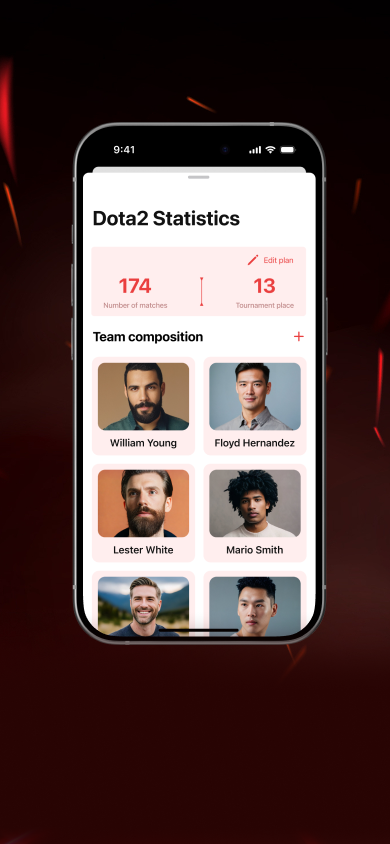 9:41
Dota2 Statistics
Edit plan
174
13
Number of matches
Tournament place
Team composition
William Young
Floyd Hernandez
Lester White
Mario Smith